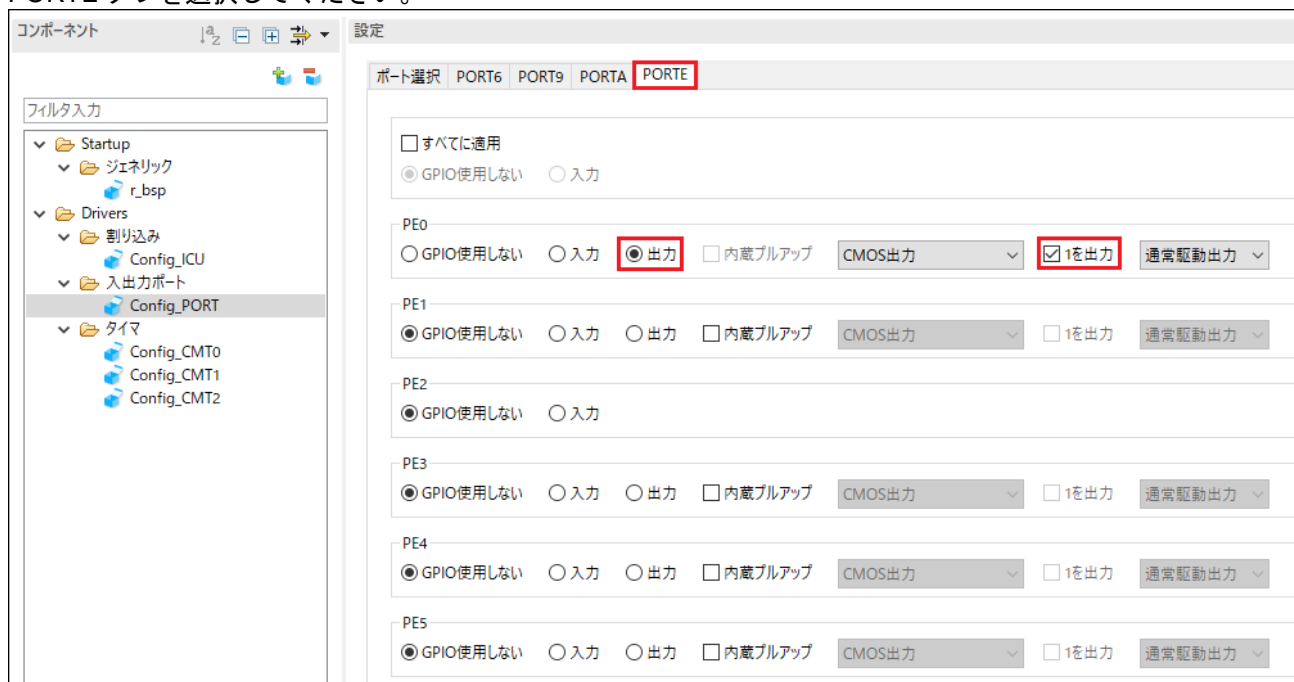 PORTE タブを選択してください。
コンポーネント
設定
ポート選択 PORT6 PORT9 PORTA PORTE
フィルタ入力
Startup
ジェネリック
r_bsp
Drivers
割り込み
Config_ICU
入出力ポート
Config_PORT
タイマ
Config_CMT0
Config_CMT1
Config_CMT2
すべてに適用
GPIO使用しない 入力
PE0
GPIO使用しない 入力 出力 内蔵プルアップ CMOS出力 1を出力 通常駆動出力
PE1
GPIO使用しない 入力 出力 内蔵プルアップ CMOS出力 1を出力 通常駆動出力
PE2
GPIO使用しない 入力
PE3
GPIO使用しない 入力 出力 内蔵プルアップ CMOS出力 1を出力 通常駆動出力
PE4
GPIO使用しない 入力 出力 内蔵プルアップ CMOS出力 1を出力 通常駆動出力
PE5
GPIO使用しない 入力 出力 内蔵プルアップ CMOS出力 1を出力 通常駆動出力